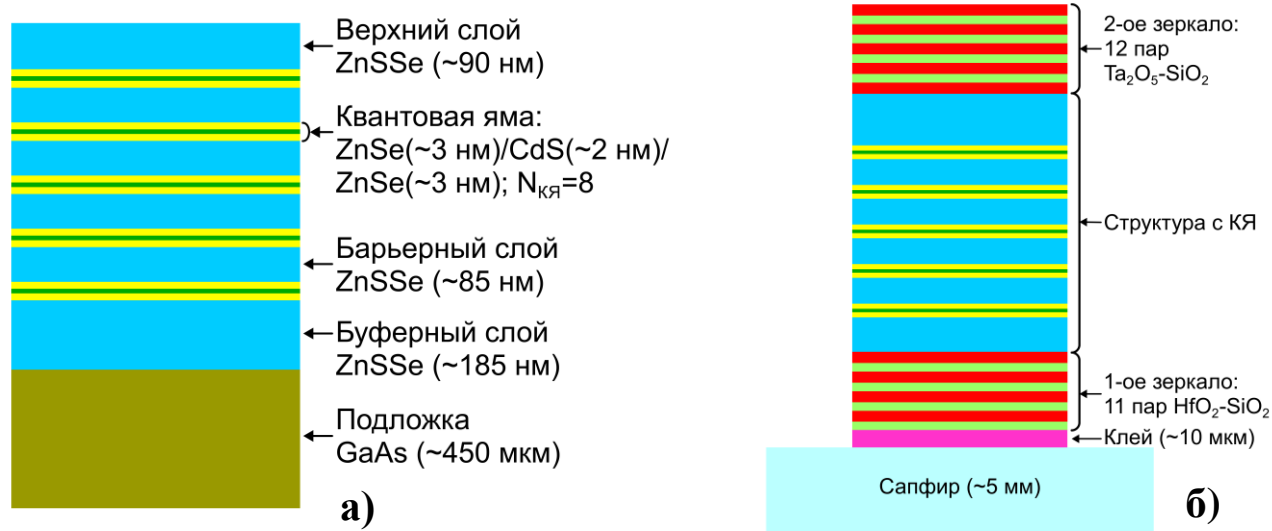 Верхний слой
ZnSSe (~90 нм)
Квантовая яма:
ZnSe(~3 нм)/CdS(~2 нм)/
ZnSe(~3 нм); NКЯ=8
Барьерный слой
ZnSSe (~85 нм)
Буферный слой
ZnSSe (~185 нм)
Подложка
GaAs (~450 мкм)
а)
2-ое зеркало:
12 пар
Ta₂O₅-SiO₂
Структура с КЯ
1-ое зеркало:
11 пар HfO₂-SiO₂
Клей (~10 мкм)
Сапфир (~5 мм)
б)